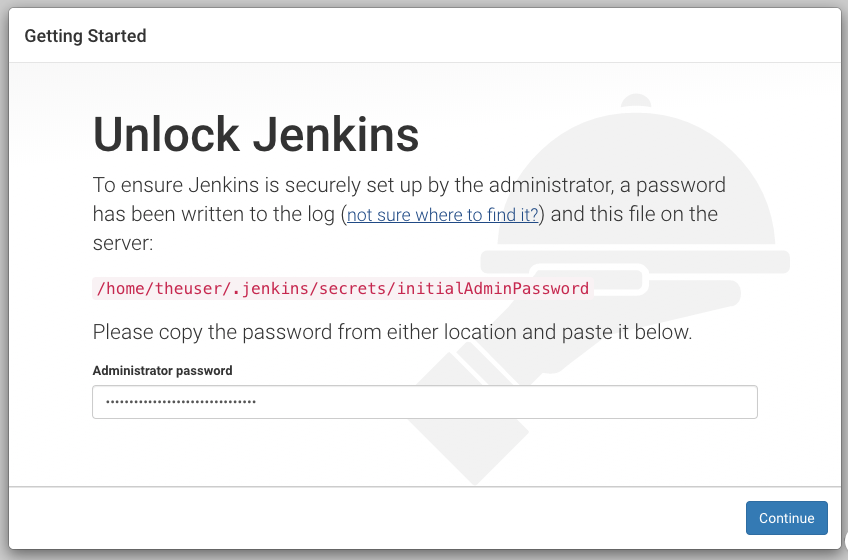 Getting Started
Unlock Jenkins
To ensure Jenkins is securely set up by the administrator, a password
has been written to the log (not sure where to find it?) and this file on the
server:
/home/theuser/.jenkins/secrets/initialAdminPassword
Please copy the password from either location and paste it below.
Administrator password
••••••••••••••••••••••••••••••••
Continue